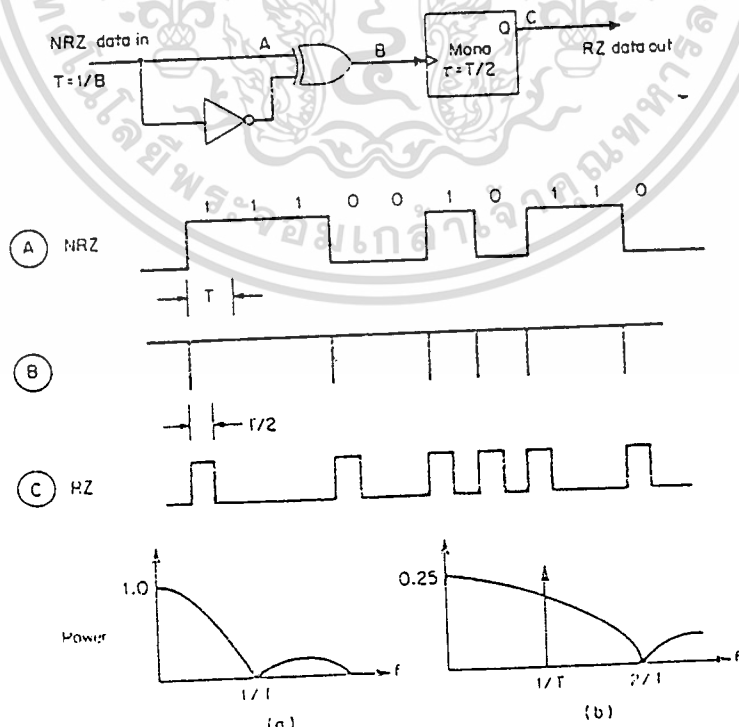 NRZ data in
T=1/B
A
B
Q
C
Mono
τ=T/2
RZ data out
1 1 1 0 0 1 0 1 1 0
A NRZ
T
B
T/2
C RZ
1.0
Power
1/T
f
(a)
0.25
1/T
2/T
f
(b)